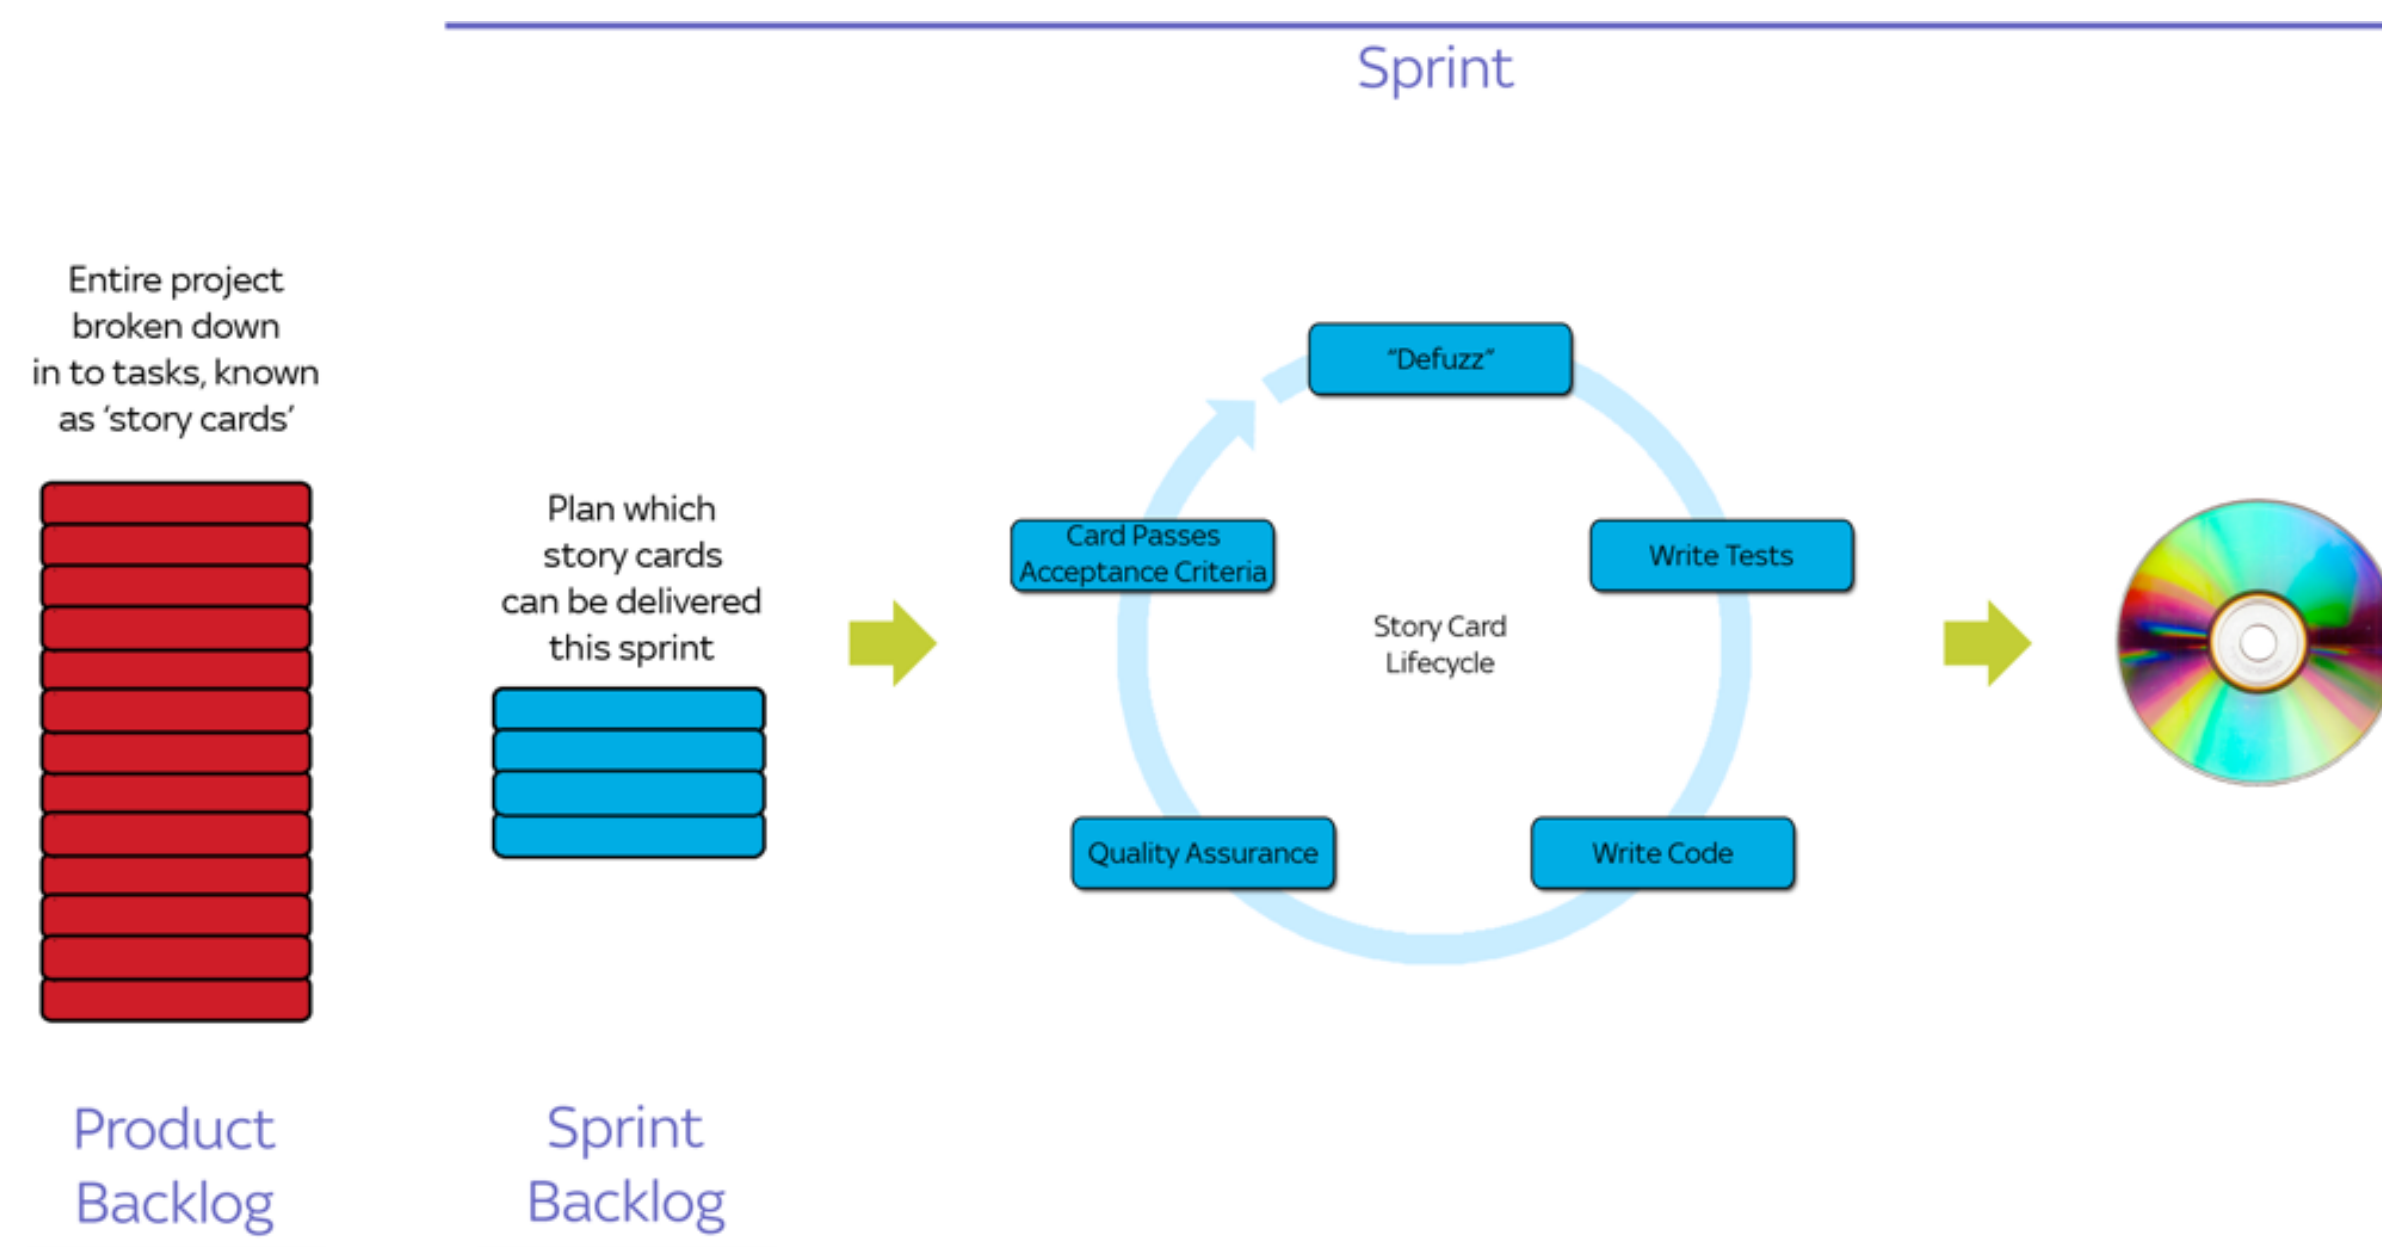 Sprint
Entire project
broken down
in to tasks, known
as ‘story cards’
Product
Backlog
Plan which
story cards
can be delivered
this sprint
Sprint
Backlog
“Defuzz”
Write Tests
Write Code
Quality Assurance
Card Passes
Acceptance Criteria
Story Card
Lifecycle